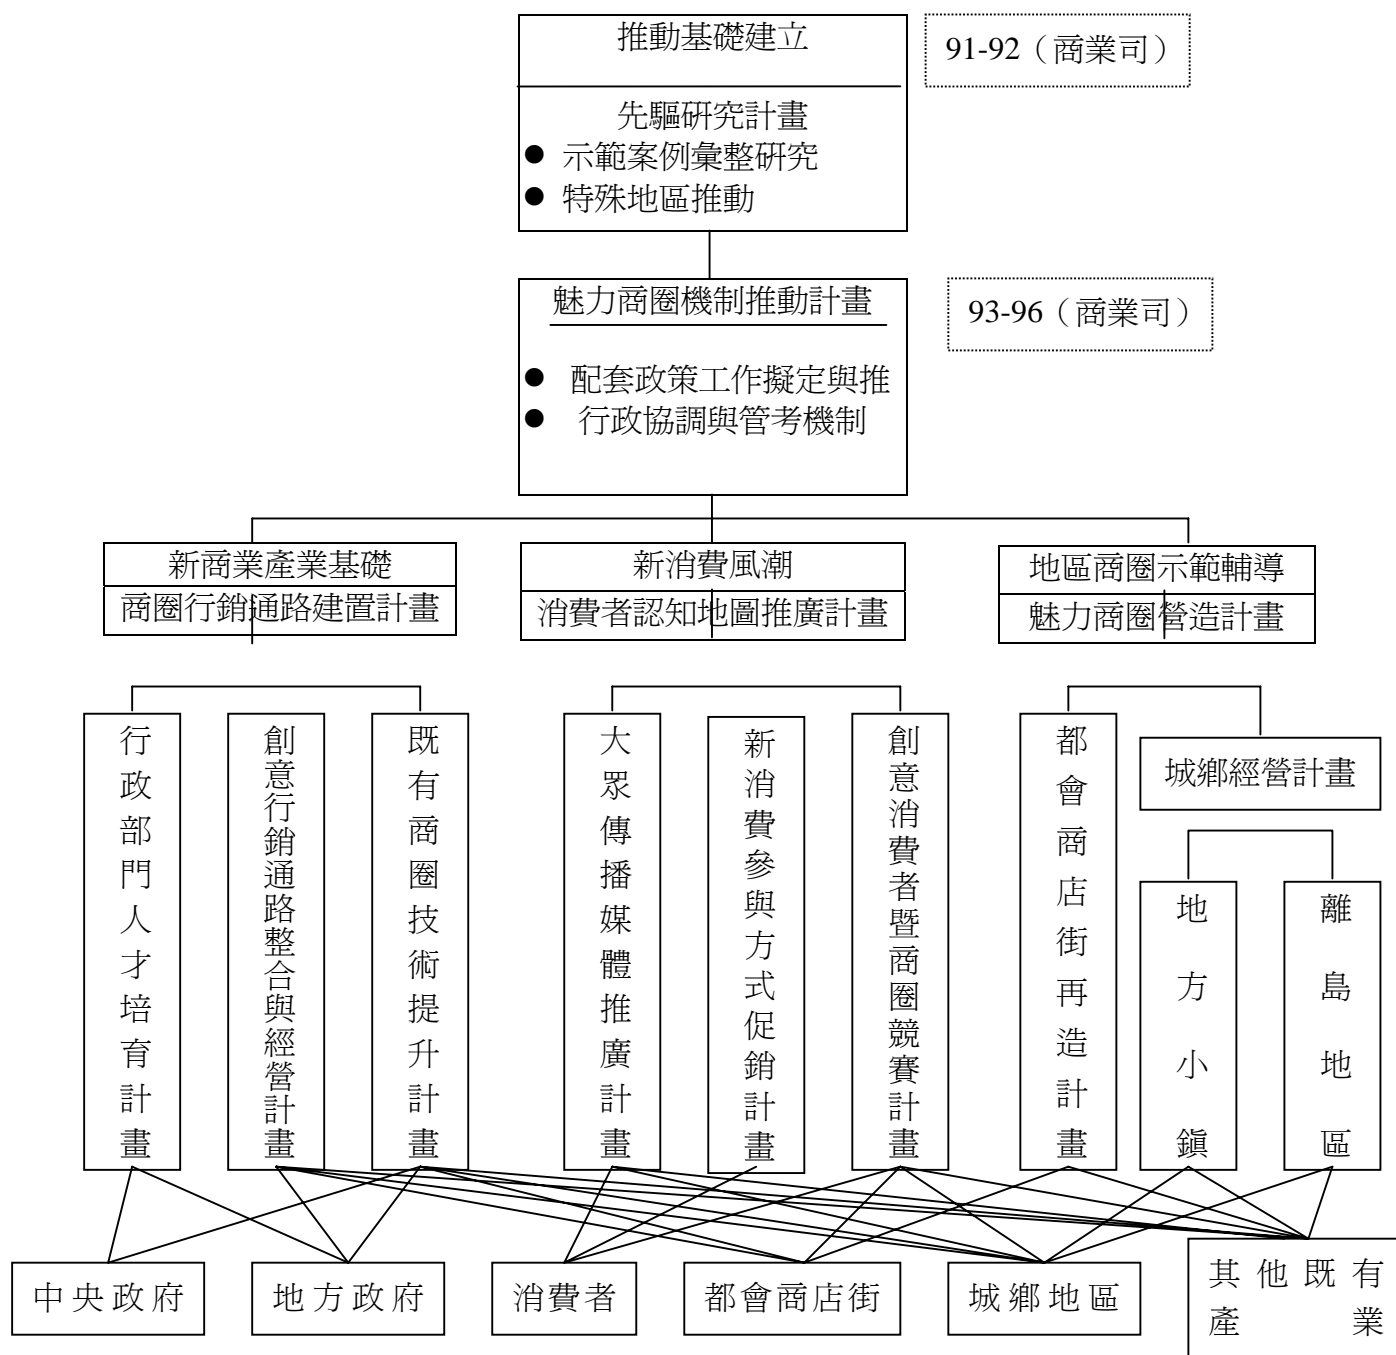 推動基礎建立
91-92（商業司）
先驅研究計畫
● 示範案例彙整研究
● 特殊地區推動
魅力商圈機制推動計畫
93-96（商業司）
● 配套政策工作擬定與推
● 行政協調與管考機制
新商業產業基礎
商圈行銷通路建置計畫
新消費風潮
消費者認知地圖推廣計畫
地區商圈示範輔導
魅力商圈營造計畫
行政部門人才培育計畫
創意行銷通路整合與經營計畫
既有商圈技術提升計畫
大眾傳播媒體推廣計畫
新消費參與方式促銷計畫
創意消費者暨商圈競賽計畫
都會商店街再造計畫
城鄉經營計畫
地方小鎮
離島地區
中央政府
地方政府
消費者
都會商店街
城鄉地區
其他既有
產業